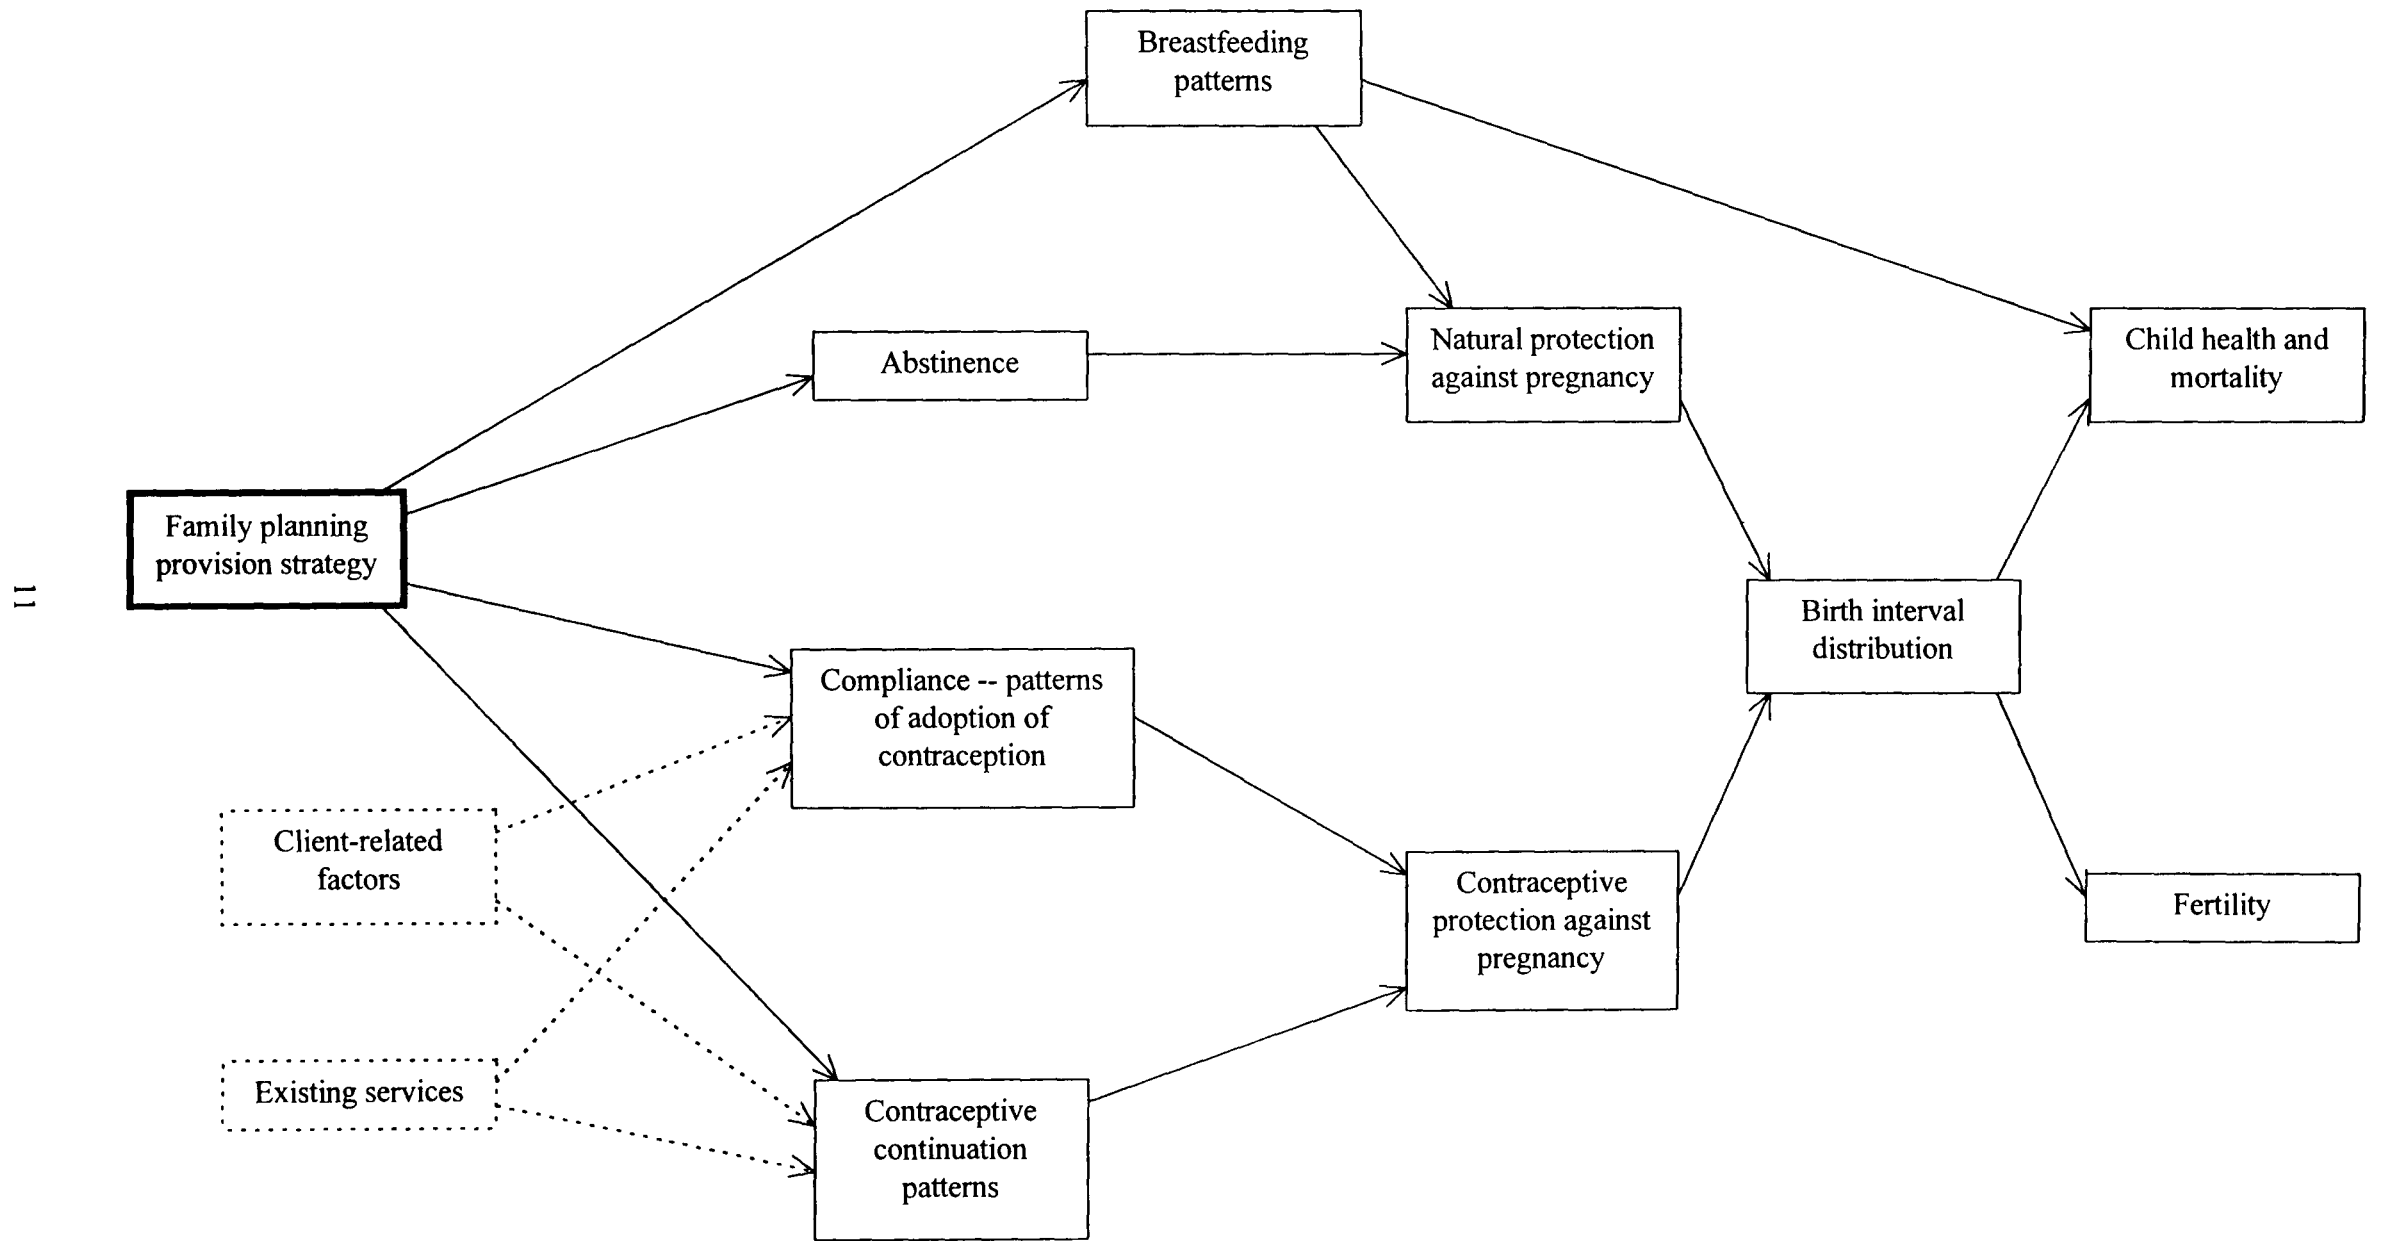 Breastfeeding
patterns
Abstinence
Natural protection
against pregnancy
Child health and
mortality
Family planning
provision strategy
11
Birth interval
distribution
Compliance -- patterns
of adoption of
contraception
Client-related
factors
Contraceptive
protection against
pregnancy
Fertility
Existing services
Contraceptive
continuation
patterns